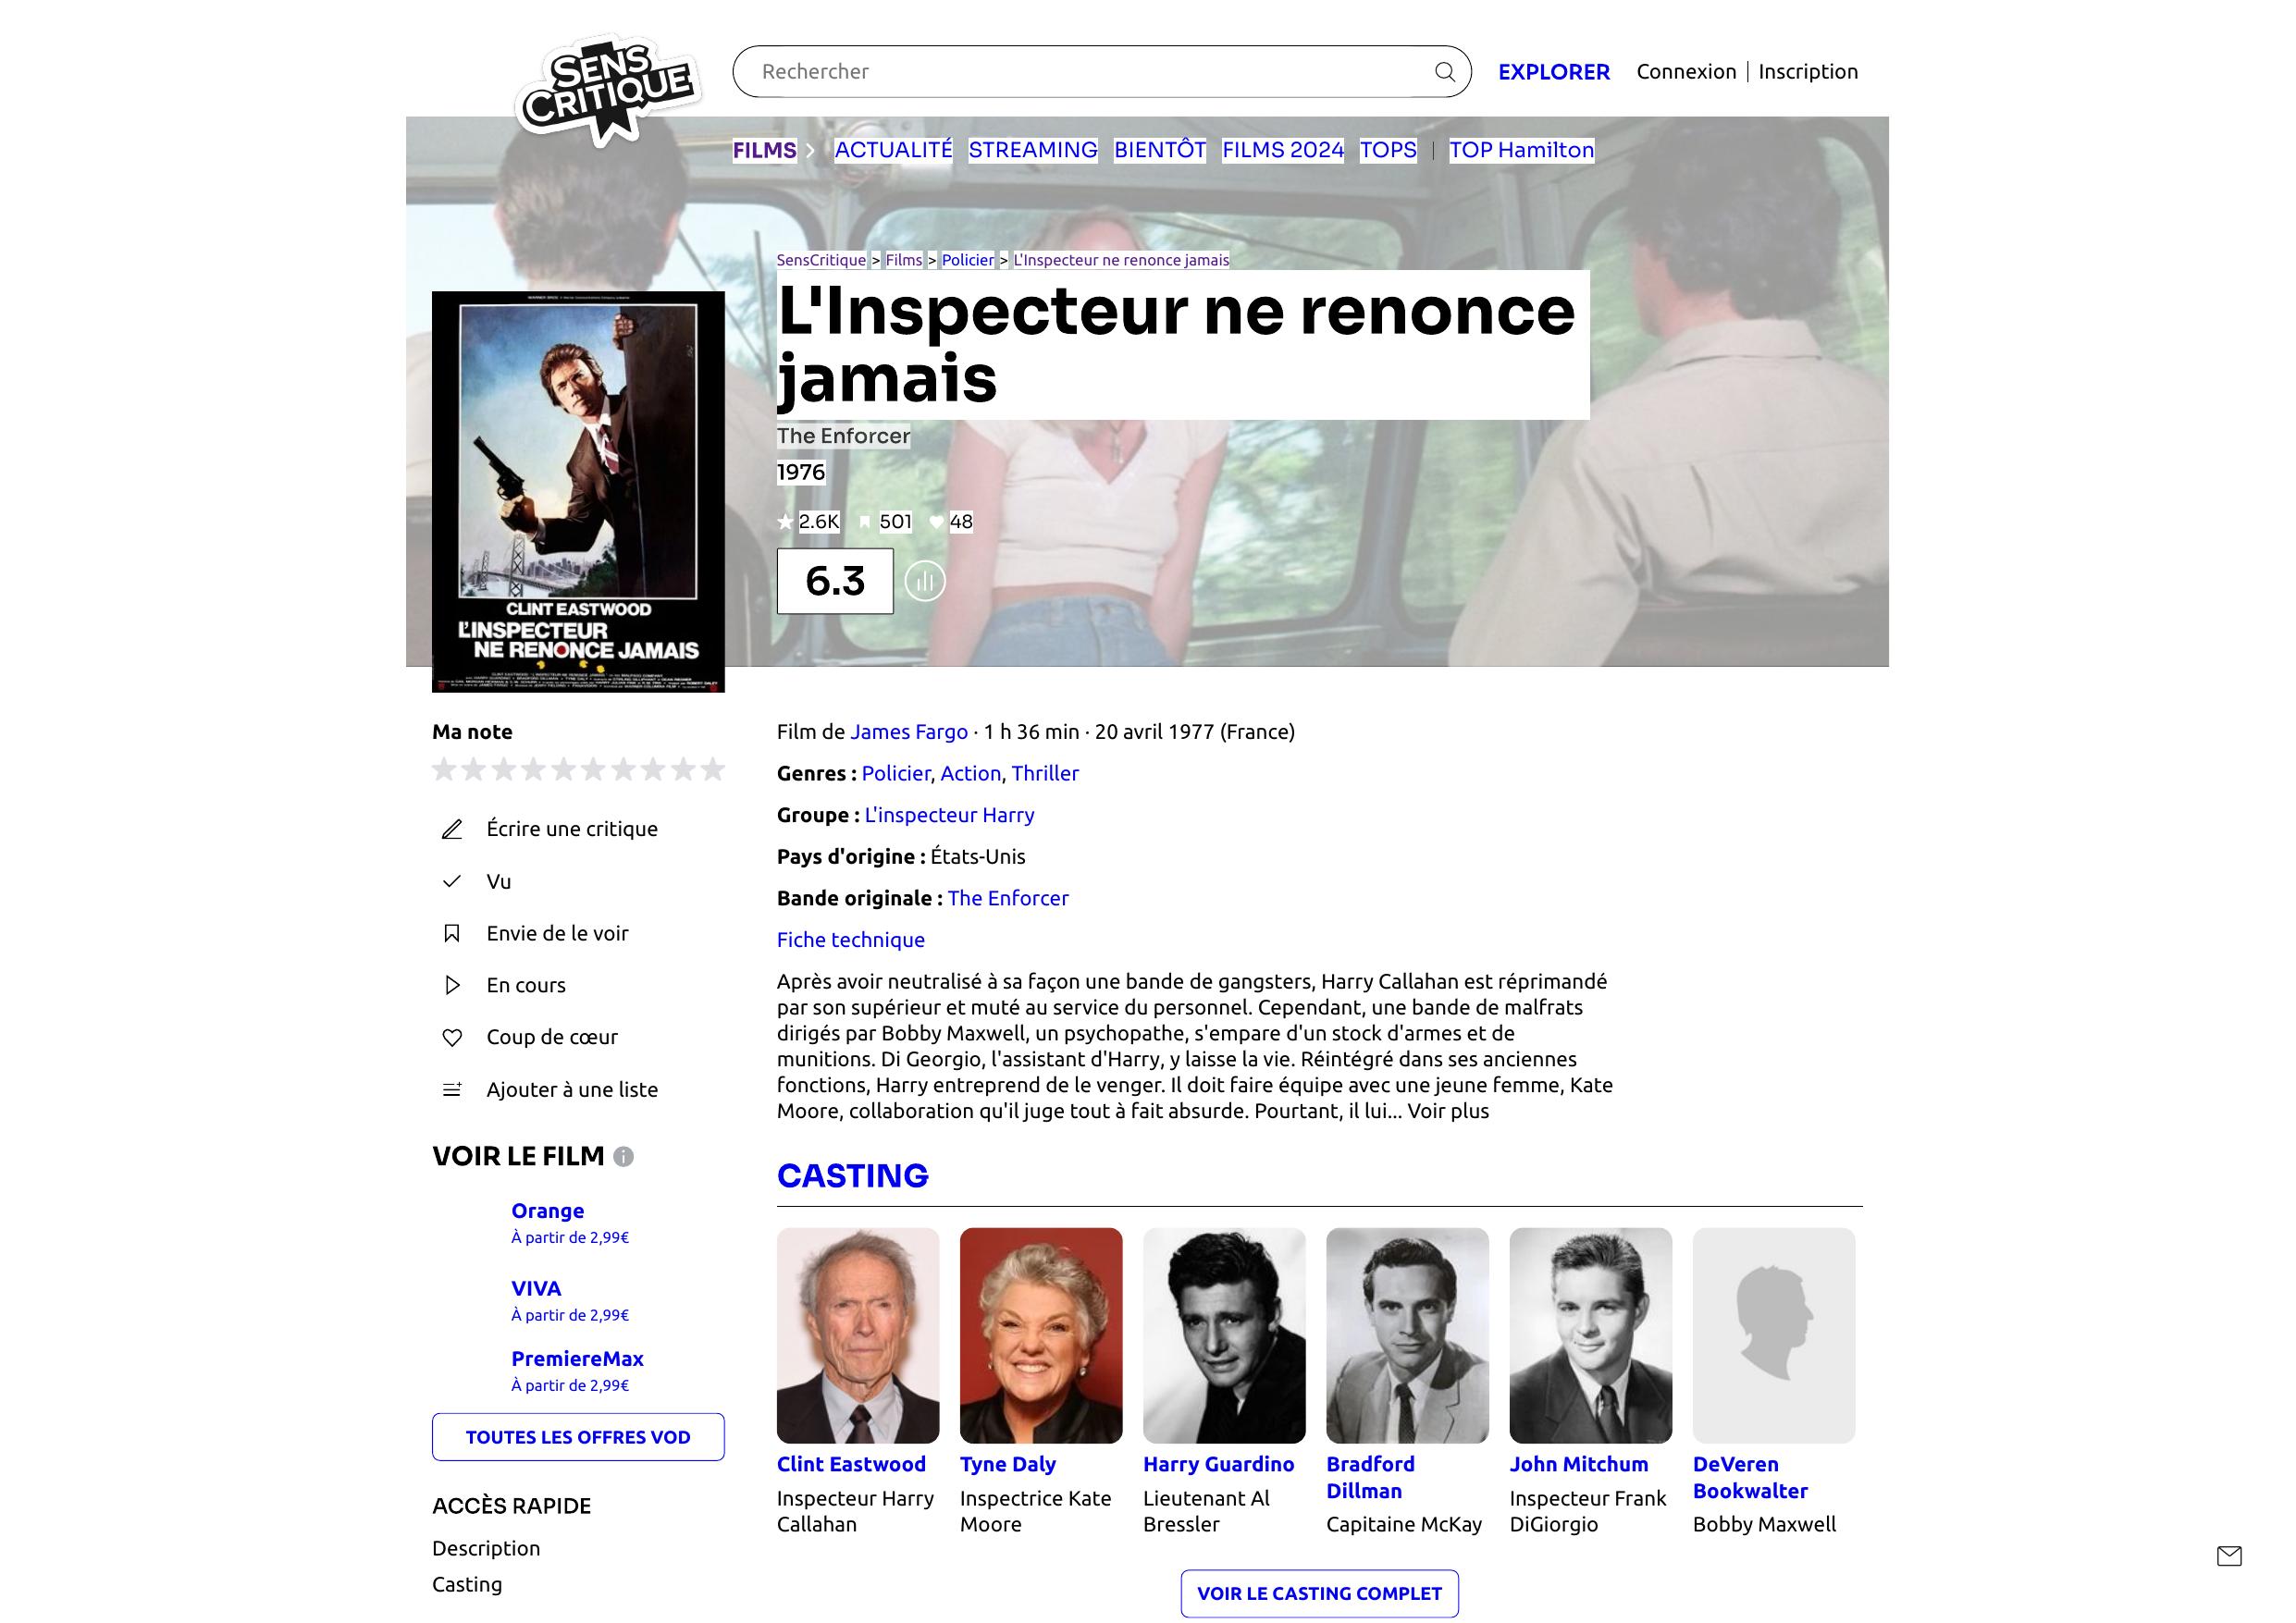 SENS
CRITIQUE
Rechercher
EXPLORER
Connexion | Inscription
FILMS
ACTUALITÉ
STREAMING
BIENTÔT
FILMS 2024
TOPS
TOP Hamilton
SensCritique > Films > Policier > L'Inspecteur ne renonce jamais
L'Inspecteur ne renonce
jamais
The Enforcer
1976
2.6K
501
48
6.3
CLINT EASTWOOD
L'INSPECTEUR
NE RENONCE JAMAIS
Ma note
Écrire une critique
Vu
Envie de le voir
En cours
Coup de cœur
Ajouter à une liste
VOIR LE FILM
Orange
À partir de 2,99€
VIVA
À partir de 2,99€
PremiereMax
À partir de 2,99€
TOUTES LES OFFRES VOD
ACCÈS RAPIDE
Description
Casting
Film de James Fargo · 1 h 36 min · 20 avril 1977 (France)
Genres : Policier, Action, Thriller
Groupe : L'inspecteur Harry
Pays d'origine : États-Unis
Bande originale : The Enforcer
Fiche technique
Après avoir neutralisé à sa façon une bande de gangsters, Harry Callahan est réprimandé
par son supérieur et muté au service du personnel. Cependant, une bande de malfrats
dirigés par Bobby Maxwell, un psychopathe, s'empare d'un stock d'armes et de
munitions. Di Georgio, l'assistant d'Harry, y laisse la vie. Réintégré dans ses anciennes
fonctions, Harry entreprend de le venger. Il doit faire équipe avec une jeune femme, Kate
Moore, collaboration qu'il juge tout à fait absurde. Pourtant, il lui... Voir plus
CASTING
Clint Eastwood
Inspecteur Harry
Callahan
Tyne Daly
Inspectrice Kate
Moore
Harry Guardino
Lieutenant Al
Bressler
Bradford
Dillman
Capitaine McKay
John Mitchum
Inspecteur Frank
DiGiorgio
DeVeren
Bookwalter
Bobby Maxwell
VOIR LE CASTING COMPLET